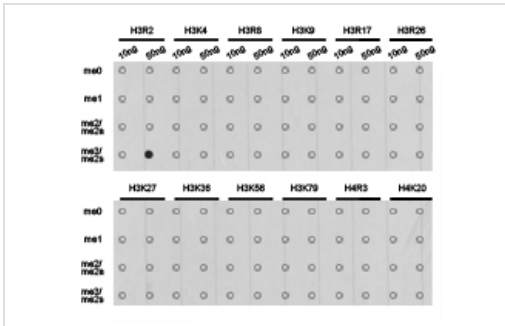 H3R2 H3K4 H3R8 H3K9 H3R17 H3R26
10ng 50ng 10ng 50ng 10ng 50ng 10ng 50ng 10ng 50ng 10ng 50ng
me0
me1
me2/
me2a
me3/
me2s
H3K27 H3K36 H3K56 H3K79 H4R3 H4K20
me0
me1
me2/
me2a
me3/
me2s